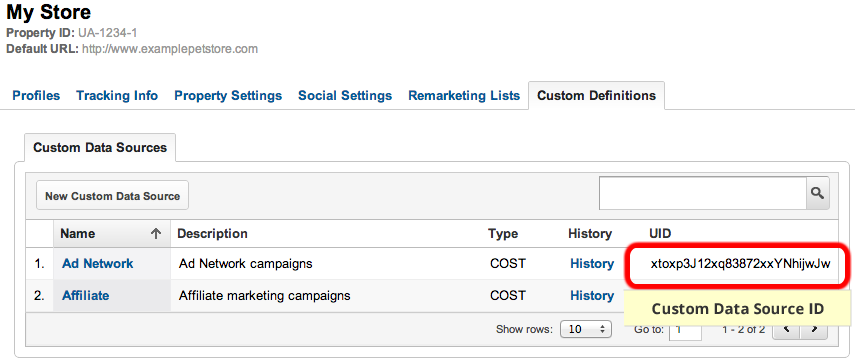 My Store
Property ID: UA-1234-1
Default URL: http://www.examplepetstore.com
Profiles Tracking Info Property Settings Social Settings Remarketing Lists Custom Definitions
Custom Data Sources
New Custom Data Source
Name Description Type History UID
1. Ad Network Ad Network campaigns COST History xtoxp3J12xq83872xxYNhijwJw
2. Affiliate Affiliate marketing campaigns COST History
Custom Data Source ID
Show rows: 10 Go to: 1 1 - 2 of 2